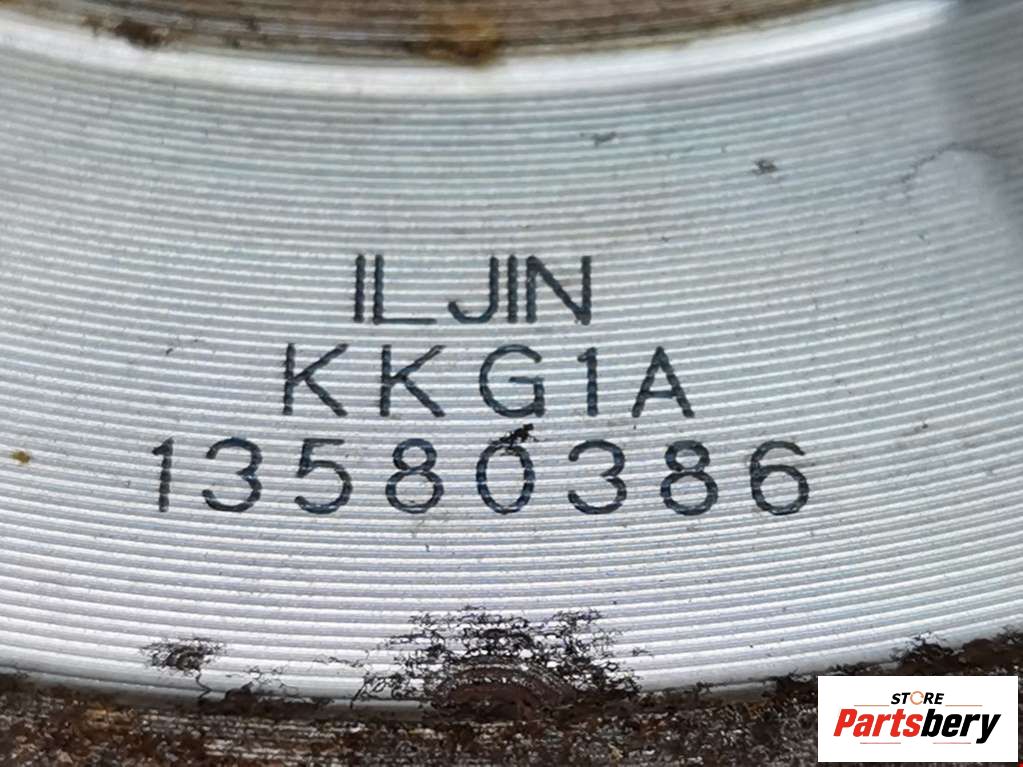 ILJIN
KKG1A
13580386
STORE
Partsbery